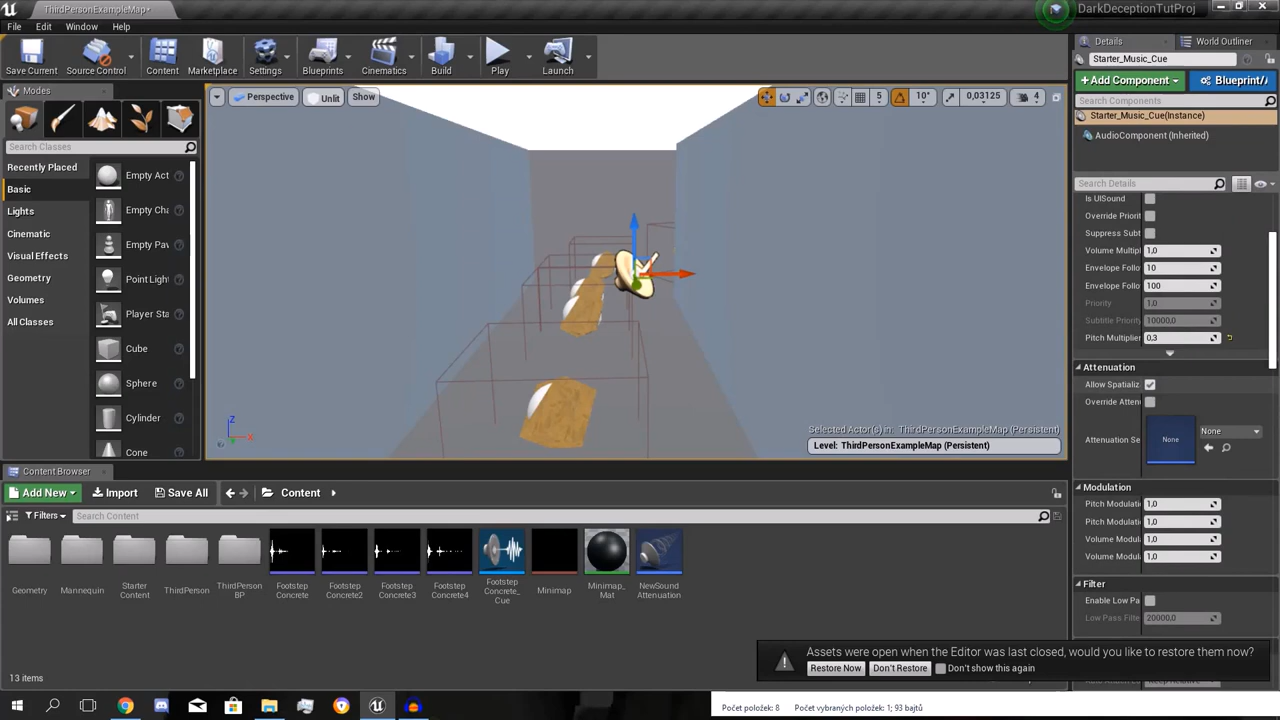 ThirdPersonExampleMap*
DarkDeceptionTutProj
File Edit Window Help
Save Current
Source Control
Content
Marketplace
Settings
Blueprints
Cinematics
Build
Play
Launch
Modes
Search Classes
Recently Placed
Basic
Lights
Cinematic
Visual Effects
Geometry
Volumes
All Classes
Empty Act
Empty Cha
Empty Pav
Point Light
Player Sta
Cube
Sphere
Cylinder
Cone
Perspective
Unlit
Show
5
10°
0,03125
4
Z
X
Selected Actor(s) in: ThirdPersonExampleMap (Persistent)
Level: ThirdPersonExampleMap (Persistent)
Details
World Outliner
Starter_Music_Cue
+ Add Component
Blueprint/
Search Components
Starter_Music_Cue(Instance)
AudioComponent (Inherited)
Search Details
Is UISound
Override Priorit
Suppress Subt
Volume Multipl 1,0
Envelope Follo 10
Envelope Follo 100
Priority 1,0
Subtitle Priority 10000,0
Pitch Multiplier 0,3
Attenuation
Allow Spatializ
Override Atten
Attenuation Se
None
None
Modulation
Pitch Modulati 1,0
Pitch Modulati 1,0
Volume Modul 1,0
Volume Modul 1,0
Filter
Enable Low Pa
Low Pass Filte 20000,0
Content Browser
Add New
Import
Save All
Content
Filters
Search Content
Geometry
Mannequin
Starter Content
ThirdPerson
ThirdPerson BP
Footstep Concrete
Footstep Concrete2
Footstep Concrete3
Footstep Concrete4
Footstep Concrete_ Cue
Minimap
Minimap_ Mat
NewSound Attenuation
13 items
Assets were open when the Editor was last closed, would you like to restore them now?
Restore Now
Don't Restore
Don't show this again
Počet položek: 8 Počet vybraných položek: 1; 93 bajtů